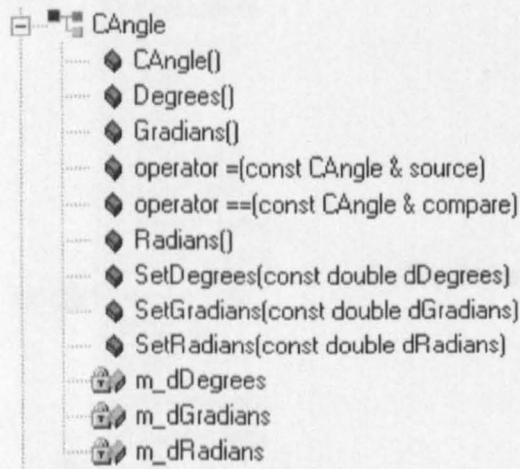 CAngle
CAngle()
Degrees()
Gradians()
operator =(const CAngle & source)
operator ==(const CAngle & compare)
Radians()
SetDegrees(const double dDegrees)
SetGradians(const double dGradians)
SetRadians(const double dRadians)
m_dDegrees
m_dGradians
m_dRadians